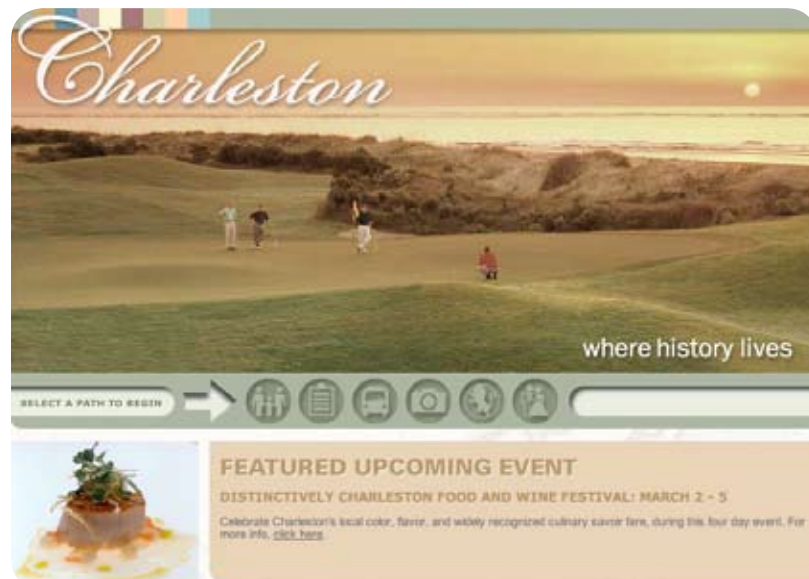 Charleston
where history lives
SELECT A PATH TO BEGIN
FEATURED UPCOMING EVENT
DISTINCTIVELY CHARLESTON FOOD AND WINE FESTIVAL: MARCH 2 - 5
Celebrate Charleston's local color, flavor, and widely recognized culinary savoir fare, during this four day event. For
more info, click here.